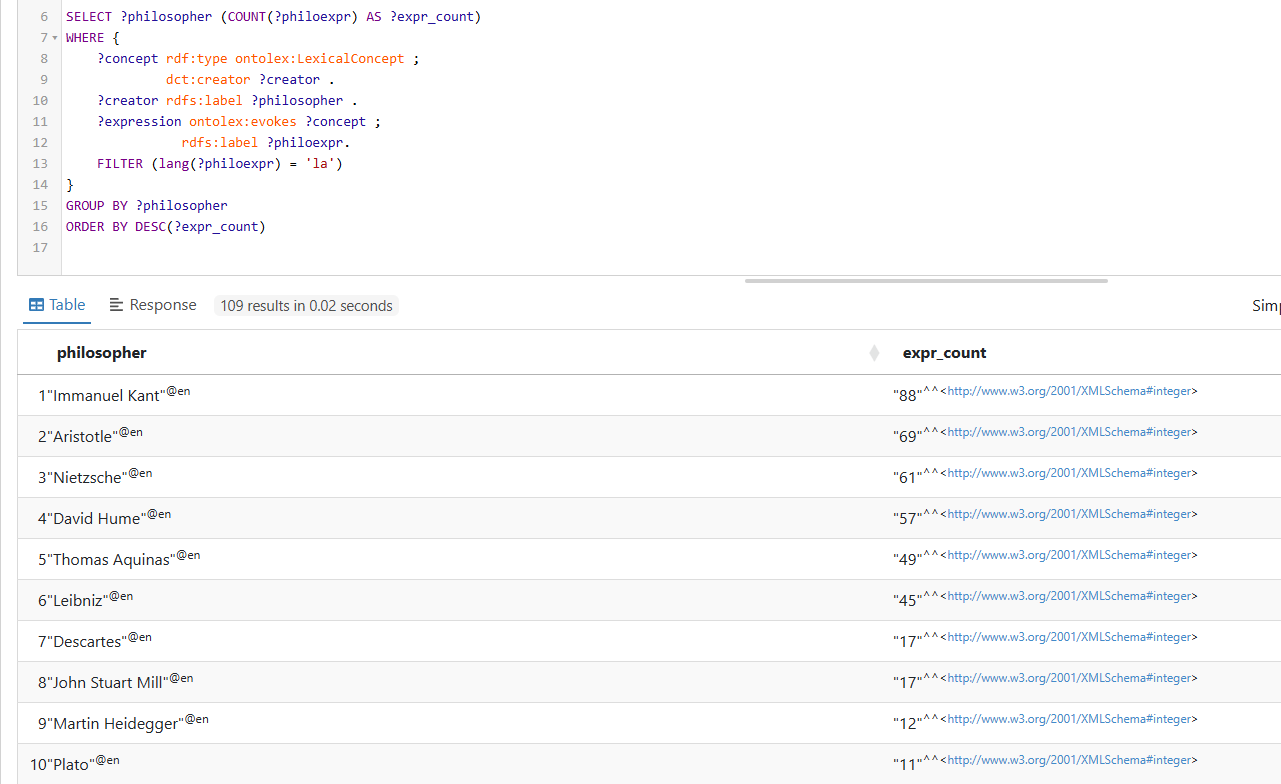 6 SELECT ?philosopher (COUNT(?philoexpr) AS ?expr_count)
7 WHERE {
8 ?concept rdf:type ontolex:LexicalConcept ;
9 dct:creator ?creator .
10 ?creator rdfs:label ?philosopher .
11 ?expression ontolex:evokes ?concept ;
12 rdfs:label ?philoexpr.
13 FILTER (lang(?philoexpr) = 'la')
14 }
15 GROUP BY ?philosopher
16 ORDER BY DESC(?expr_count)
17
Table Response 109 results in 0.02 seconds Simp
philosopher expr_count
1 "Immanuel Kant"@en "88"^^<http://www.w3.org/2001/XMLSchema#integer>
2 "Aristotle"@en "69"^^<http://www.w3.org/2001/XMLSchema#integer>
3 "Nietzsche"@en "61"^^<http://www.w3.org/2001/XMLSchema#integer>
4 "David Hume"@en "57"^^<http://www.w3.org/2001/XMLSchema#integer>
5 "Thomas Aquinas"@en "49"^^<http://www.w3.org/2001/XMLSchema#integer>
6 "Leibniz"@en "45"^^<http://www.w3.org/2001/XMLSchema#integer>
7 "Descartes"@en "17"^^<http://www.w3.org/2001/XMLSchema#integer>
8 "John Stuart Mill"@en "17"^^<http://www.w3.org/2001/XMLSchema#integer>
9 "Martin Heidegger"@en "12"^^<http://www.w3.org/2001/XMLSchema#integer>
10 "Plato"@en "11"^^<http://www.w3.org/2001/XMLSchema#integer>